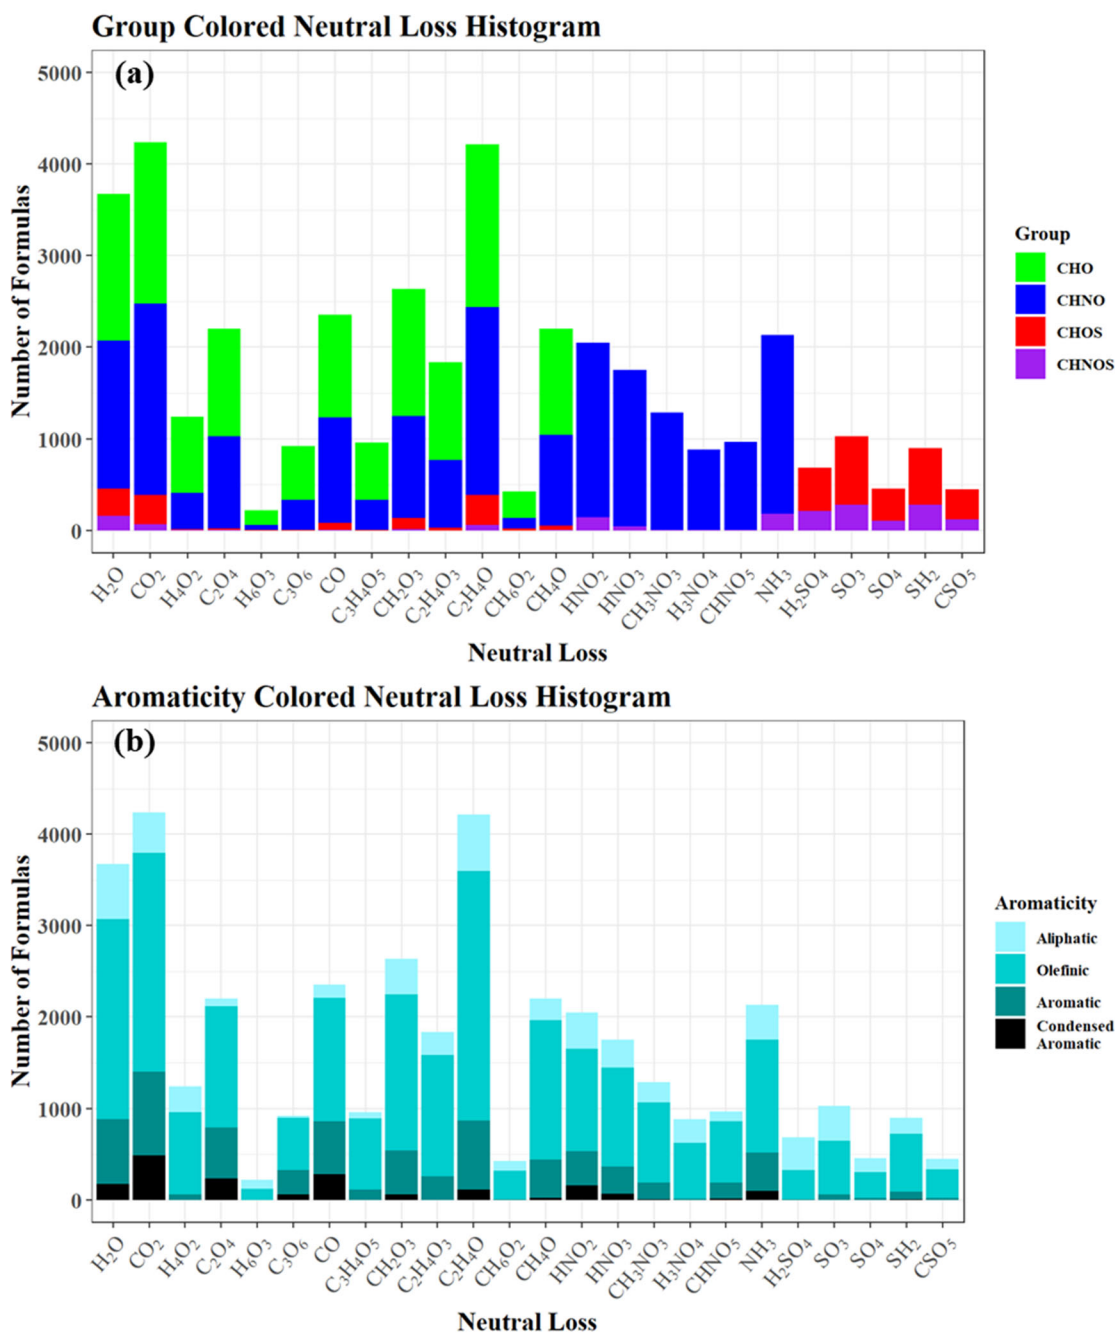 Group Colored Neutral Loss Histogram
(a)
Number of Formulas
5000
4000
3000
2000
1000
0
H₂O
CO₂
H₄O₂
C₂O₄
H₆O₃
C₃O₆
CO
C₃H₄O₅
CH₂O₃
C₂H₄O₃
C₂H₄O
CH₆O₂
CH₄O
HNO₂
HNO₃
CH₃NO₃
H₃NO₄
CHNO₅
NH₃
H₂SO₄
SO₃
SO₄
SH₂
CSO₅
Neutral Loss
Group
CHO
CHNO
CHOS
CHNOS
Aromaticity Colored Neutral Loss Histogram
(b)
Number of Formulas
5000
4000
3000
2000
1000
0
H₂O
CO₂
H₄O₂
C₂O₄
H₆O₃
C₃O₆
CO
C₃H₄O₅
CH₂O₃
C₂H₄O₃
C₂H₄O
CH₆O₂
CH₄O
HNO₂
HNO₃
CH₃NO₃
H₃NO₄
CHNO₅
NH₃
H₂SO₄
SO₃
SO₄
SH₂
CSO₅
Neutral Loss
Aromaticity
Aliphatic
Olefinic
Aromatic
Condensed
Aromatic